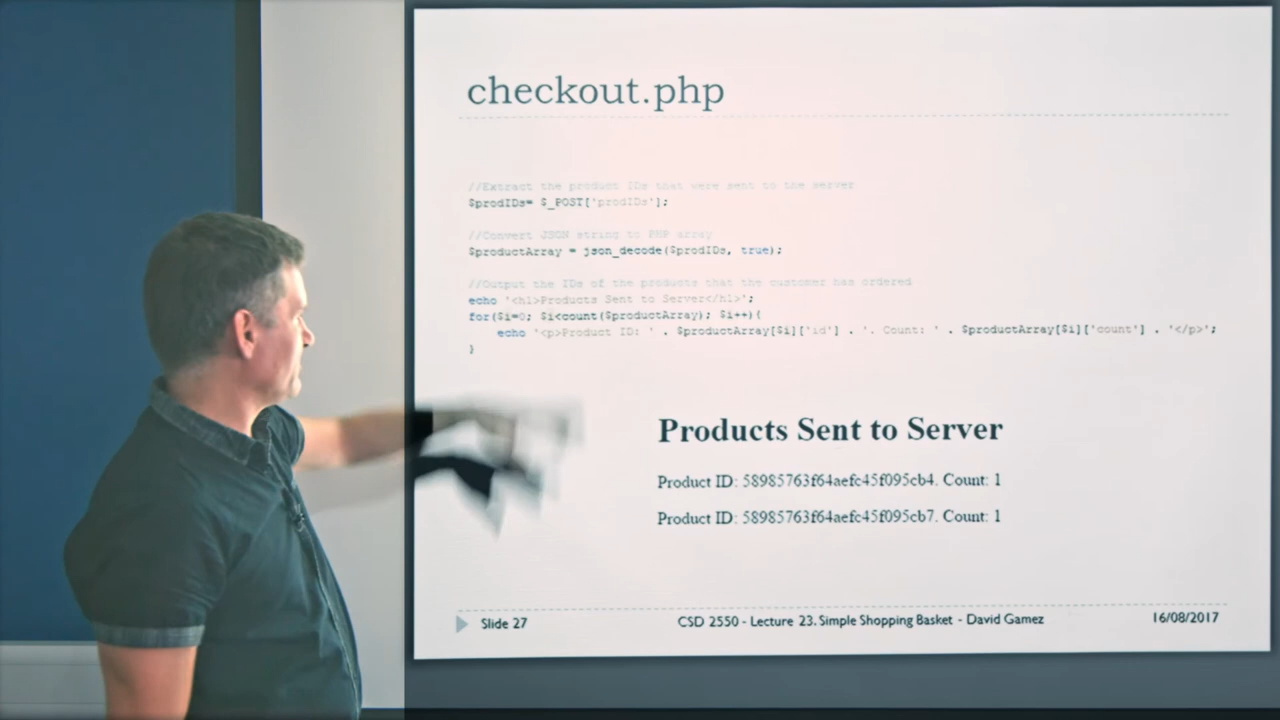 checkout.php
//Extract the product IDs that were sent to the server
$prodIDs= $_POST['prodIDs'];
//Convert JSON string to PHP array
$productArray = json_decode($prodIDs, true);
//Output the IDs of the products that the customer has ordered
echo '<h1>Products Sent to Server</h1>';
for($i=0; $i<count($productArray); $i++){
echo '<p>Product ID: ' . $productArray[$i]['id'] . '. Count: ' . $productArray[$i]['count'] . '</p>';
}
Products Sent to Server
Product ID: 58985763f64aefc45f095cb4. Count: 1
Product ID: 58985763f64aefc45f095cb7. Count: 1
Slide 27
CSD 2550 - Lecture 23. Simple Shopping Basket - David Gamez
16/08/2017